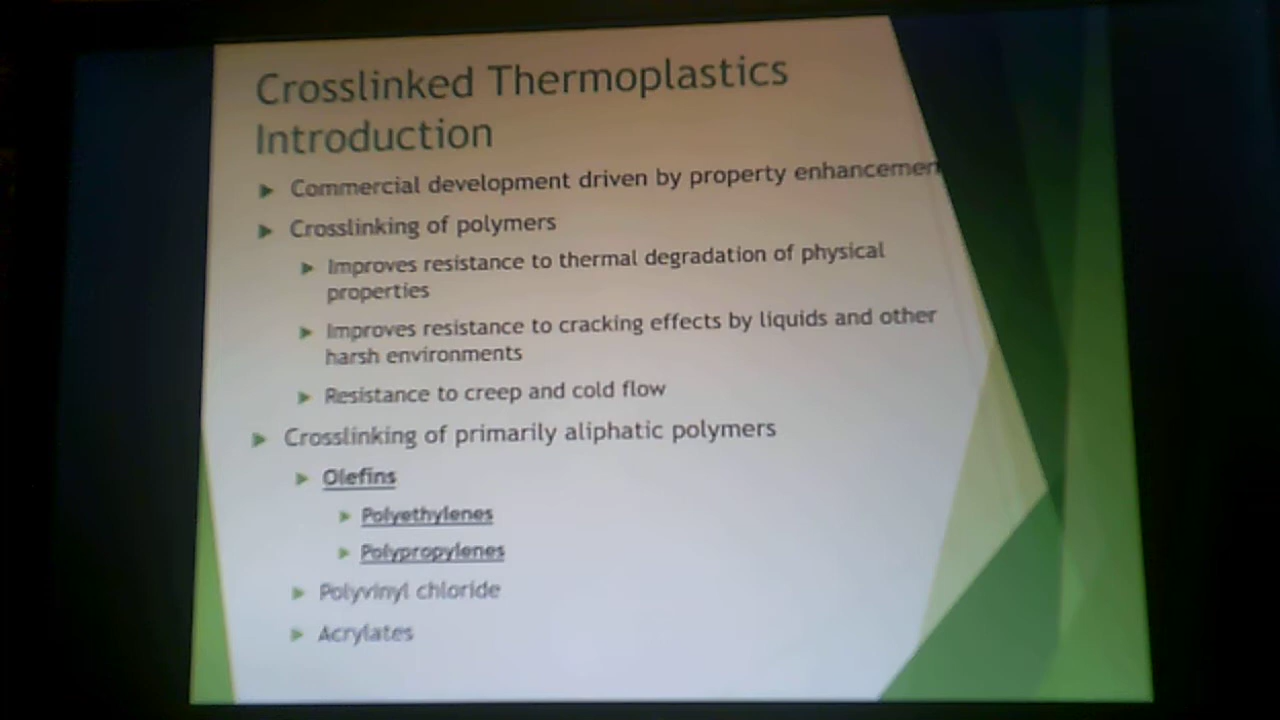 Crosslinked Thermoplastics
Introduction
Commercial development driven by property enhancemen
Crosslinking of polymers
Improves resistance to thermal degradation of physical
properties
Improves resistance to cracking effects by liquids and other
harsh environments
Resistance to creep and cold flow
Crosslinking of primarily aliphatic polymers
Olefins
Polyethylenes
Polypropylenes
Polyvinyl chloride
Acrylates